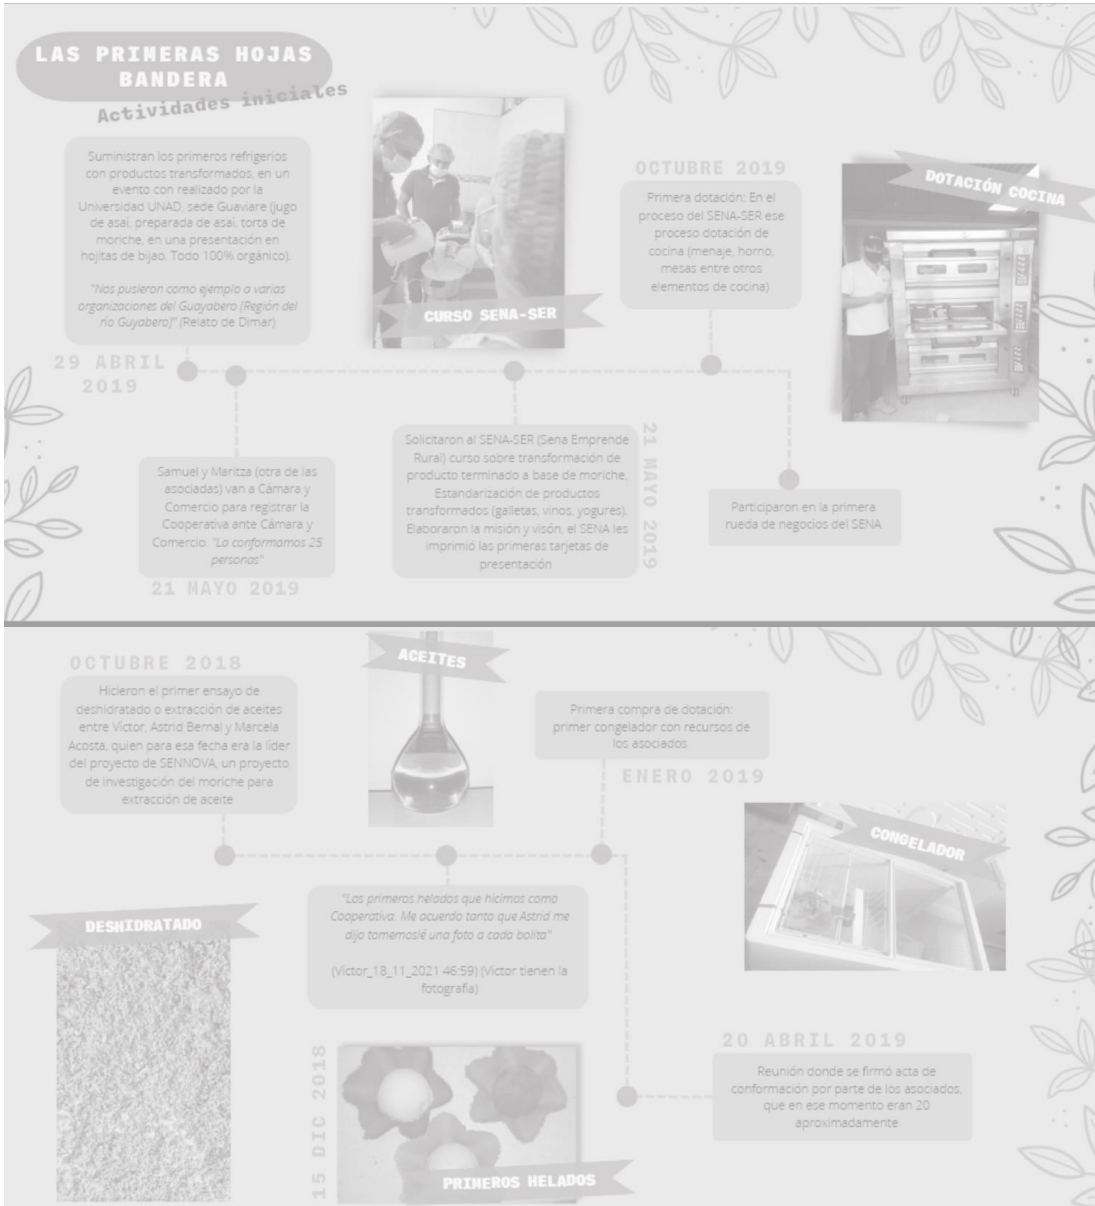 LAS PRIMERAS HOJAS
BANDERA
Actividades iniciales
Suministran los primeros refrigerios
con productos transformados, en un
evento con realizado por la
Universidad UNAD, sede Guaviare (jugo
de asaí, preparada de asaí, torta de
moriche, en una presentación en
hojitas de bijao. Todo 100% orgánico).
"Nos pusieron como ejemplo a varias
organizaciones del Guayabero [Región del
río Guyabero]" (Relato de Dimar)
29 ABRIL
2019
CURSO SENA-SER
OCTUBRE 2019
Primera dotación: En el
proceso del SENA-SER ese
proceso dotación de
cocina (menaje, horno,
mesas entre otros
elementos de cocina)
DOTACIÓN COCINA
Samuel y Maritza (otra de las
asociadas) van a Cámara y
Comercio para registrar la
Cooperativa ante Cámara y
Comercio. "La conformamos 25
personas"
21 MAYO 2019
Solicitaron al SENA-SER (Sena Emprende
Rural) curso sobre transformación de
producto terminado a base de moriche.
Estandarización de productos
transformados (galletas, vinos, yogures).
Elaboraron la misión y visón, el SENA les
imprimió las primeras tarjetas de
presentación
21 MAYO 2019
Participaron en la primera
rueda de negocios del SENA
OCTUBRE 2018
Hicieron el primer ensayo de
deshidratado o extracción de aceites
entre Víctor, Astrid Bernal y Marcela
Acosta, quien para esa fecha era la líder
del proyecto de SENNOVA, un proyecto
de investigación del moriche para
extracción de aceite
ACEITES
Primera compra de dotación:
primer congelador con recursos de
los asociados
ENERO 2019
CONGELADOR
DESHIDRATADO
"Los primeros helados que hicimos como
Cooperativa. Me acuerdo tanto que Astrid me
dijo tomemoslé una foto a cada bolita"
(Víctor_18_11_2021 46:59) (Víctor tienen la
fotografía)
15 DIC 2018
PRIMEROS HELADOS
20 ABRIL 2019
Reunión donde se firmó acta de
conformación por parte de los asociados,
que en ese momento eran 20
aproximadamente